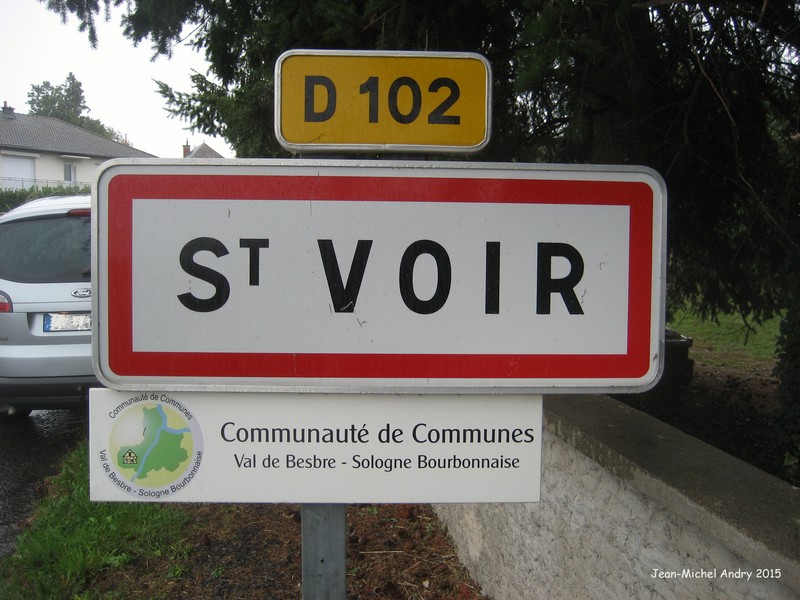 D 102
ST VOIR
Communauté de Communes
Val de Besbre - Sologne Bourbonnaise
Communauté de Communes
Val de Besbre - Sologne Bourbonnaise
Ford
Jean-Michel Andry 2015